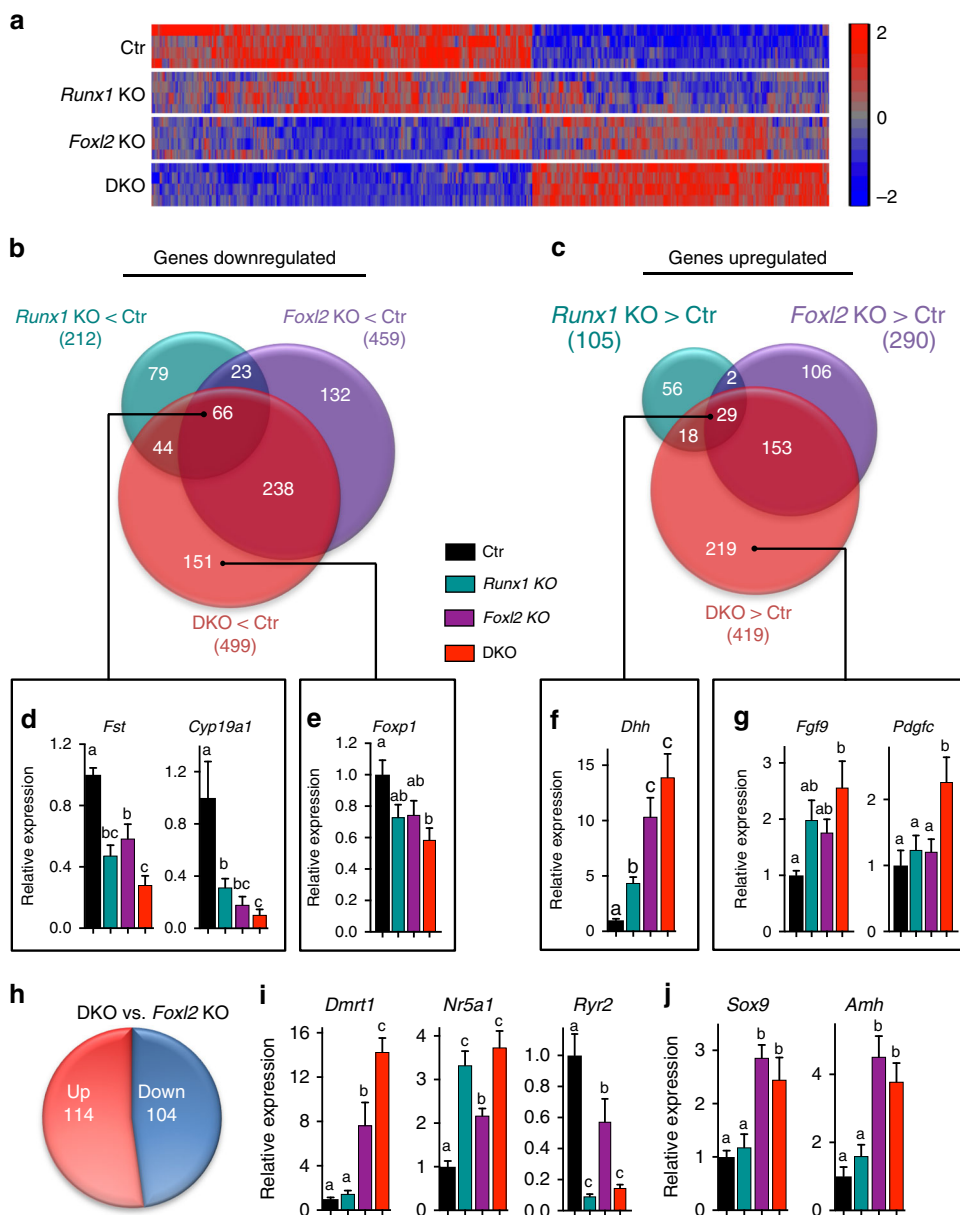 a
Ctr
Runx1 KO
Foxl2 KO
DKO
2
0
−2
b
Genes downregulated
Runx1 KO < Ctr
(212)
Foxl2 KO < Ctr
(459)
79
23
132
66
44
238
151
DKO < Ctr
(499)
c
Genes upregulated
Runx1 KO > Ctr
(105)
Foxl2 KO > Ctr
(290)
56
2
106
29
18
153
219
DKO > Ctr
(419)
Ctr
Runx1 KO
Foxl2 KO
DKO
d
Fst
Relative expression
1.2
0.8
0.4
0.0
a
bc
b
c
Cyp19a1
1.2
0.8
0.4
0.0
a
b
bc
c
e
Foxp1
Relative expression
1.2
1.0
0.8
0.6
0.4
0.2
0.0
a
ab
ab
b
f
Dhh
Relative expression
15
10
5
0
a
b
c
c
g
Fgf9
Relative expression
3
2
1
0
a
ab
ab
b
Pdgfc
2
1
0
a
a
a
b
h
DKO vs. Foxl2 KO
Up
114
Down
104
i
Dmrt1
Relative expression
16
12
8
4
0
a
a
b
c
Nr5a1
4
3
2
1
0
a
c
b
c
Ryr2
1.0
0.8
0.6
0.4
0.2
0.0
a
c
b
c
j
Sox9
Relative expression
3
2
1
0
a
a
b
b
Amh
4
2
0
a
a
b
b